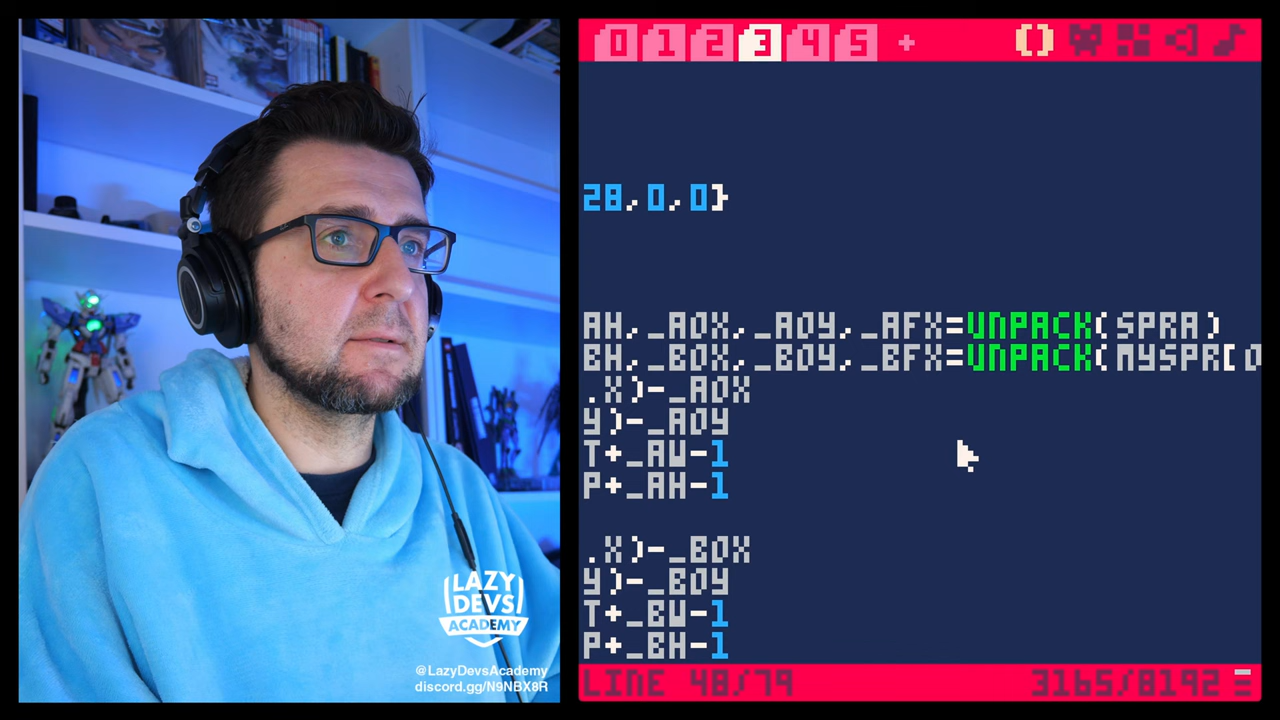 0 1 2 3 4 5 +
28,0,0}
AH,_AOX,_AOY,_AFX=UNPACK(SPRA)
BH,_BOX,_BOY,_BFX=UNPACK(MYSPR[O
.X)-_AOX
Y)-_AOY
T+_AW-1
P+_AH-1
.X)-_BOX
Y)-_BOY
T+_BW-1
P+_BH-1
LINE 48/79
3165/8192
LAZY
DEVS
ACADEMY
@LazyDevsAcademy
discord.gg/N9NBX8R